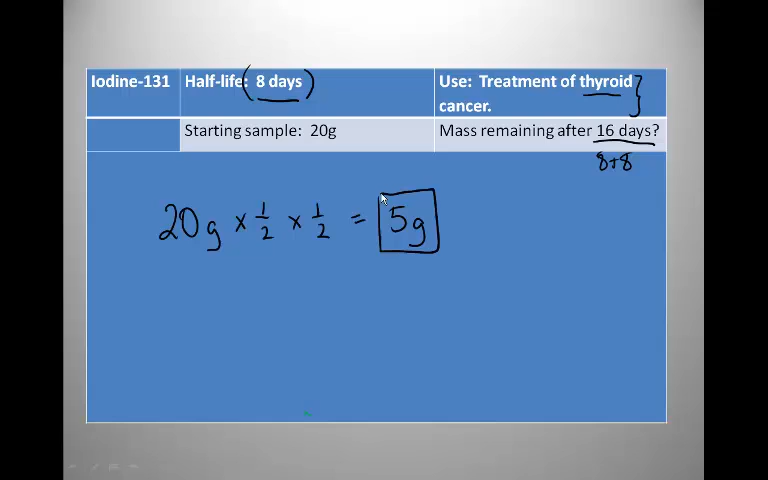 Iodine-131 Half-life: 8 days Use: Treatment of thyroid
cancer.
Starting sample: 20g Mass remaining after 16 days?
8+8
20g × 1/2 × 1/2 = 5g